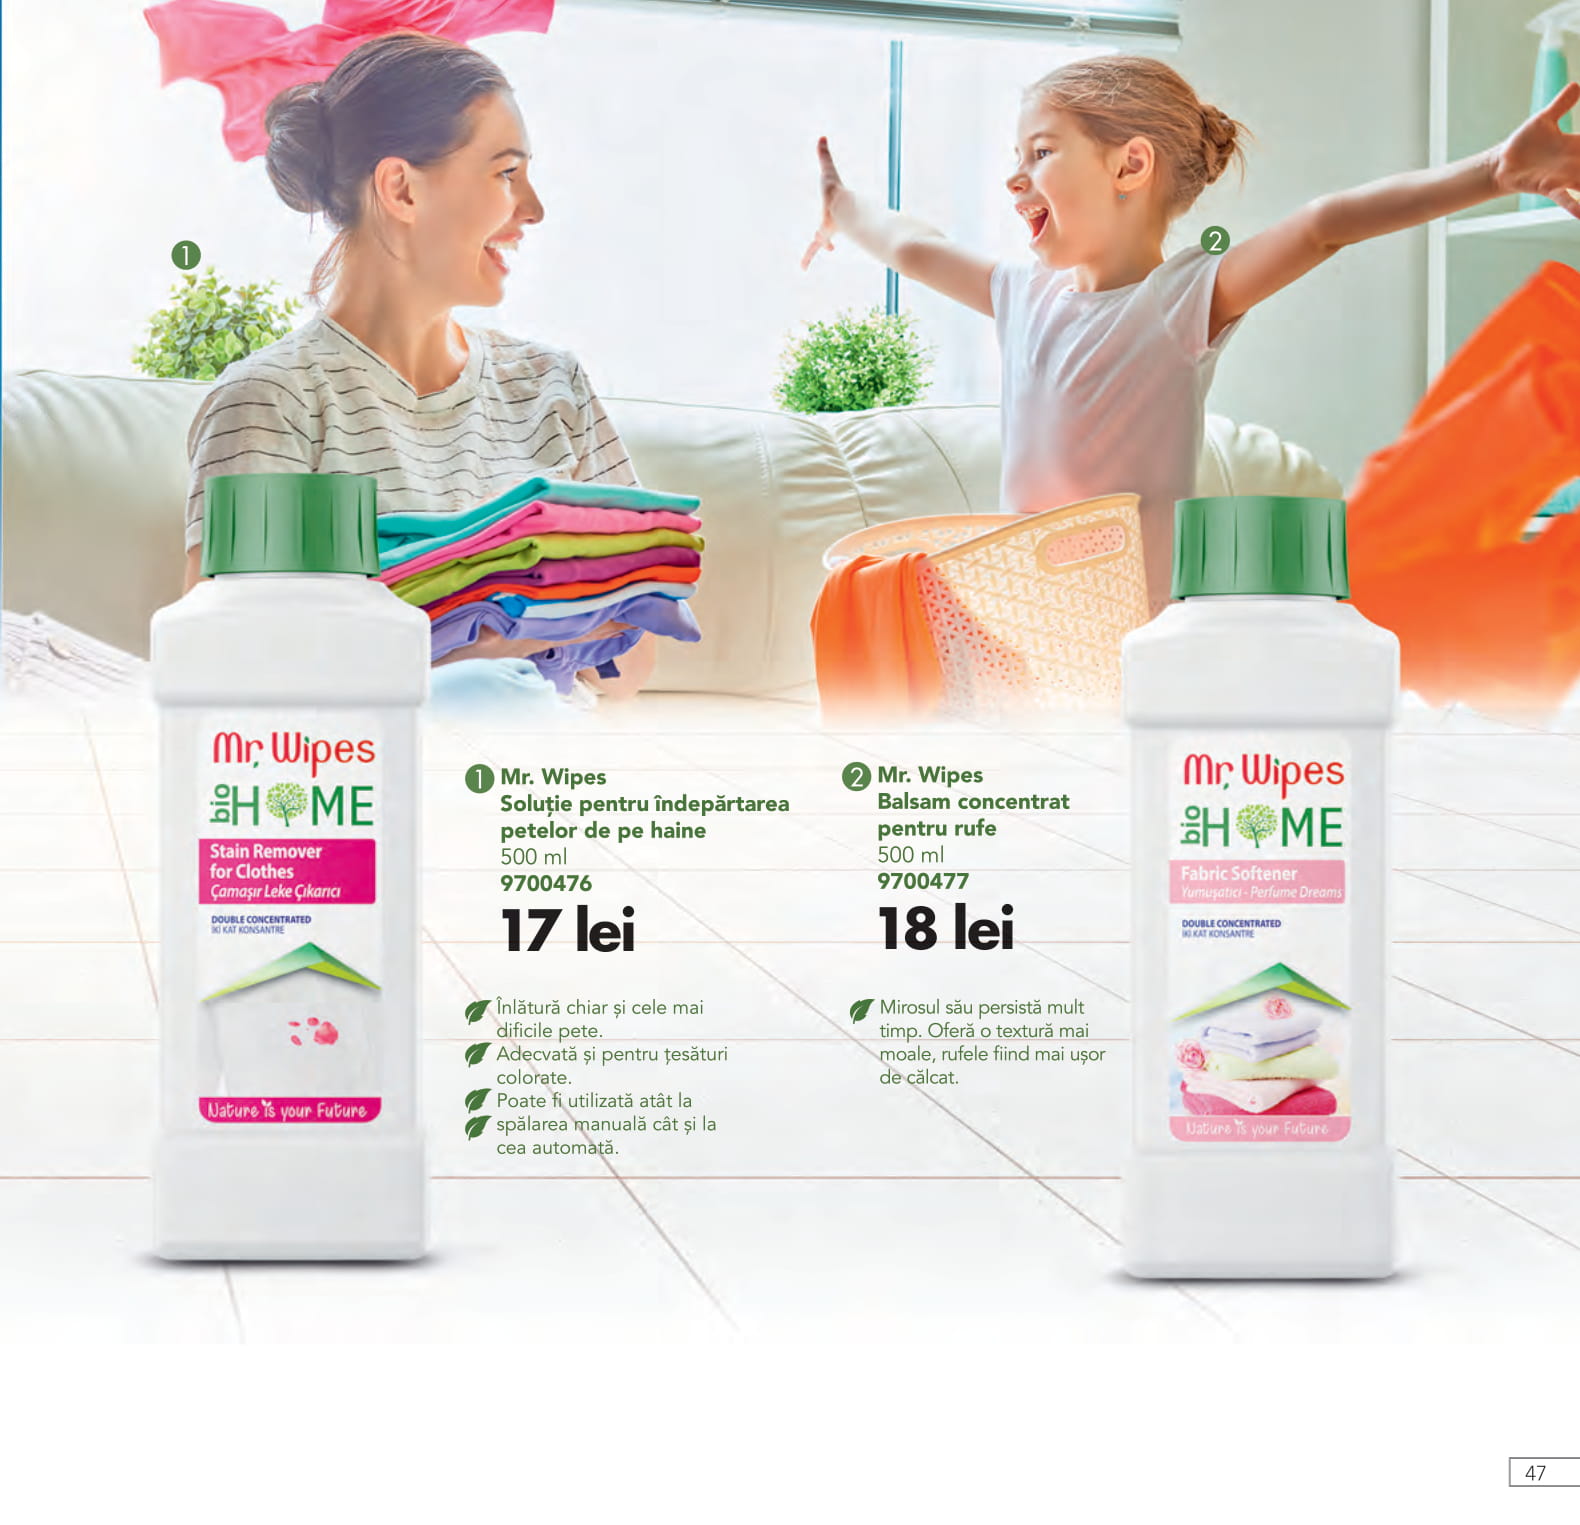 1
2
Mr. Wipes
bio HOME
Stain Remover
for Clothes
Çamaşır Leke Çıkarıcı
DOUBLE CONCENTRATED
İKİ KAT KONSANTRE
Nature is your Future
1 Mr. Wipes
Soluție pentru îndepărtarea
petelor de pe haine
500 ml
9700476
17 lei
Înlătură chiar și cele mai
dificile pete.
Adecvată și pentru țesături
colorate.
Poate fi utilizată atât la
spălarea manuală cât și la
cea automată.
2 Mr. Wipes
Balsam concentrat
pentru rufe
500 ml
9700477
18 lei
Mirosul său persistă mult
timp. Oferă o textură mai
moale, rufele fiind mai ușor
de călcat.
Mr. Wipes
bio HOME
Fabric Softener
Yumuşatıcı - Perfume Dreams
DOUBLE CONCENTRATED
İKİ KAT KONSANTRE
Nature is your Future
47